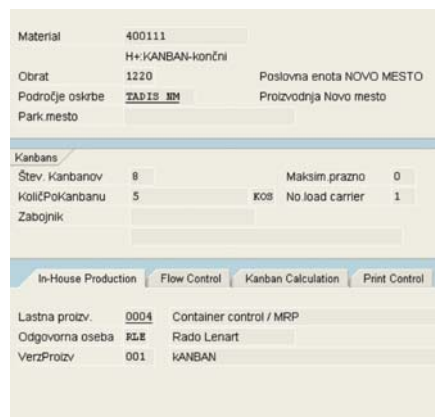 Material 400111
H+:KANBAN-končni
Obrat 1220 Poslovna enota NOVO MESTO
Področje oskrbe TADIS NM Proizvodnja Novo mesto
Park.mesto
Kanbans
Štev. Kanbanov 8 Maksim.prazno 0
KoličPoKanbanu 5 KOS No.load carrier 1
Zabojnik
In-House Production Flow Control Kanban Calculation Print Control
Lastna proizv. 0004 Container control / MRP
Odgovorna oseba RLE Rado Lenart
VerzProizv 001 kANBAN